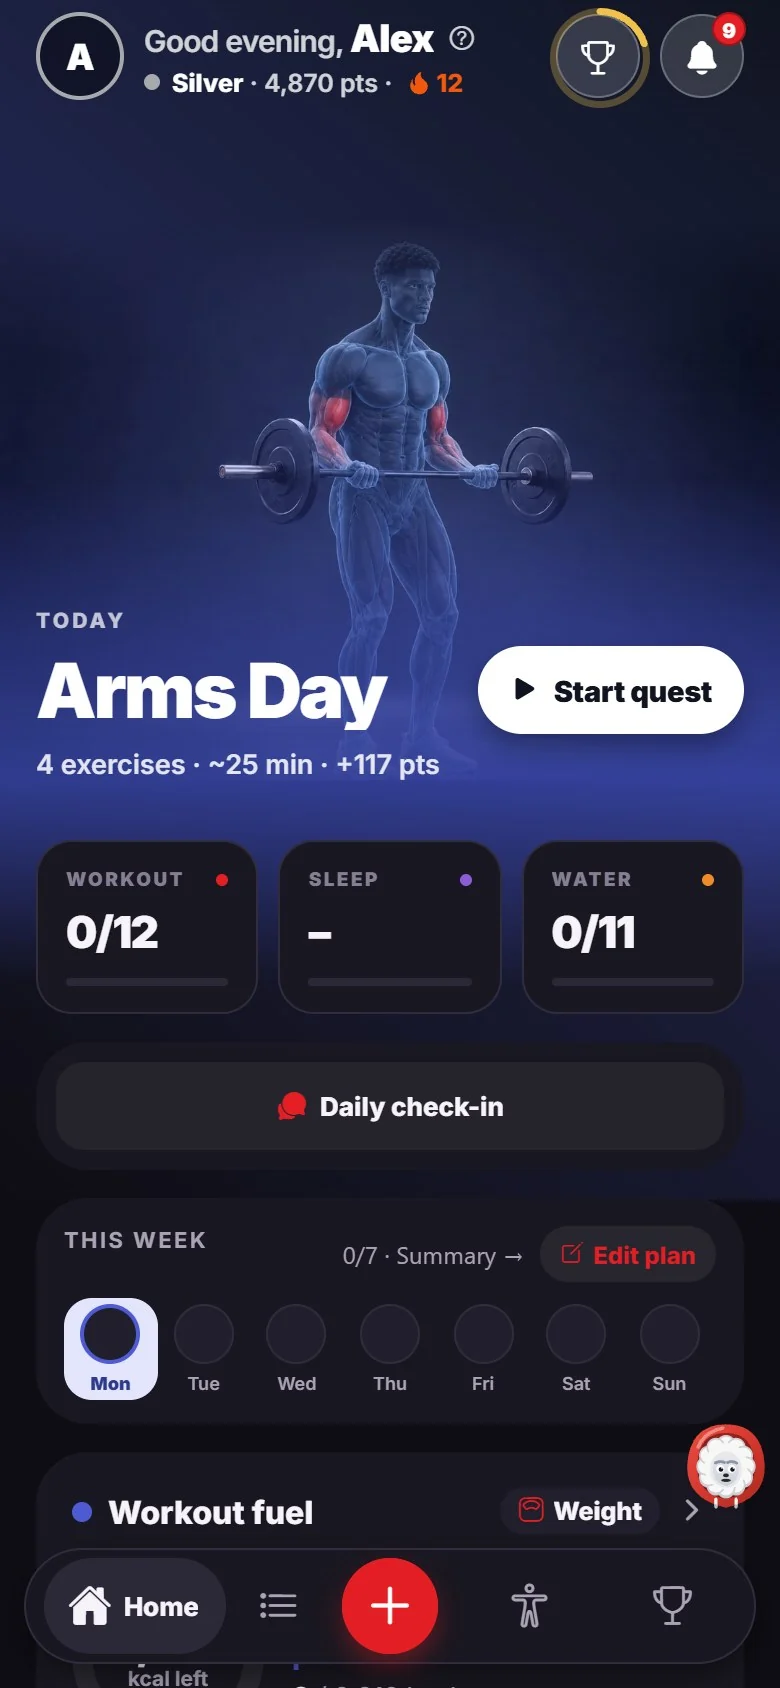 A
Good evening, Alex
Silver · 4,870 pts · 12
9
TODAY
Arms Day
Start quest
4 exercises · ~25 min · +117 pts
WORKOUT
0/12
SLEEP
–
WATER
0/11
Daily check-in
THIS WEEK
0/7 · Summary →
Edit plan
Mon Tue Wed Thu Fri Sat Sun
Workout fuel
Weight
Home
kcal left